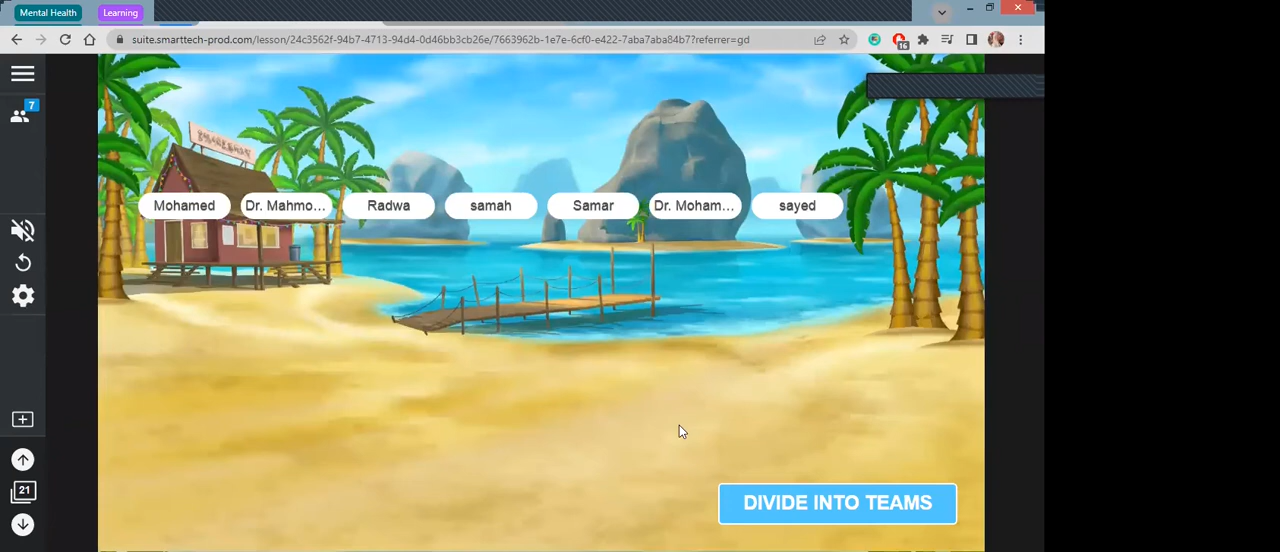 Mental Health
Learning
suite.smarttech-prod.com/lesson/24c3562f-94b7-4713-94d4-0d46bb3cb26e/7663962b-1e7e-6cf0-e422-7aba7aba84b7?referrer=gd
16
7
Mohamed
Dr. Mahmo...
Radwa
samah
Samar
Dr. Moham...
sayed
21
DIVIDE INTO TEAMS